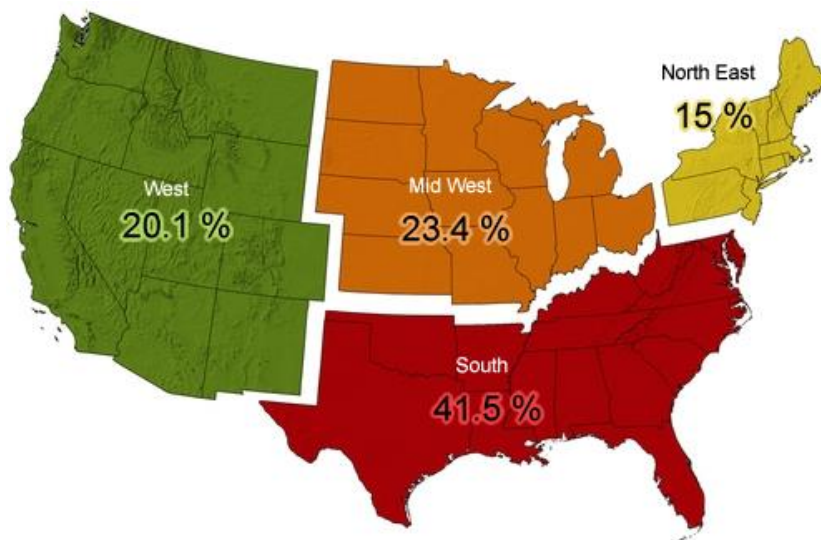 North East
15 %
West
20.1 %
Mid West
23.4 %
South
41.5 %